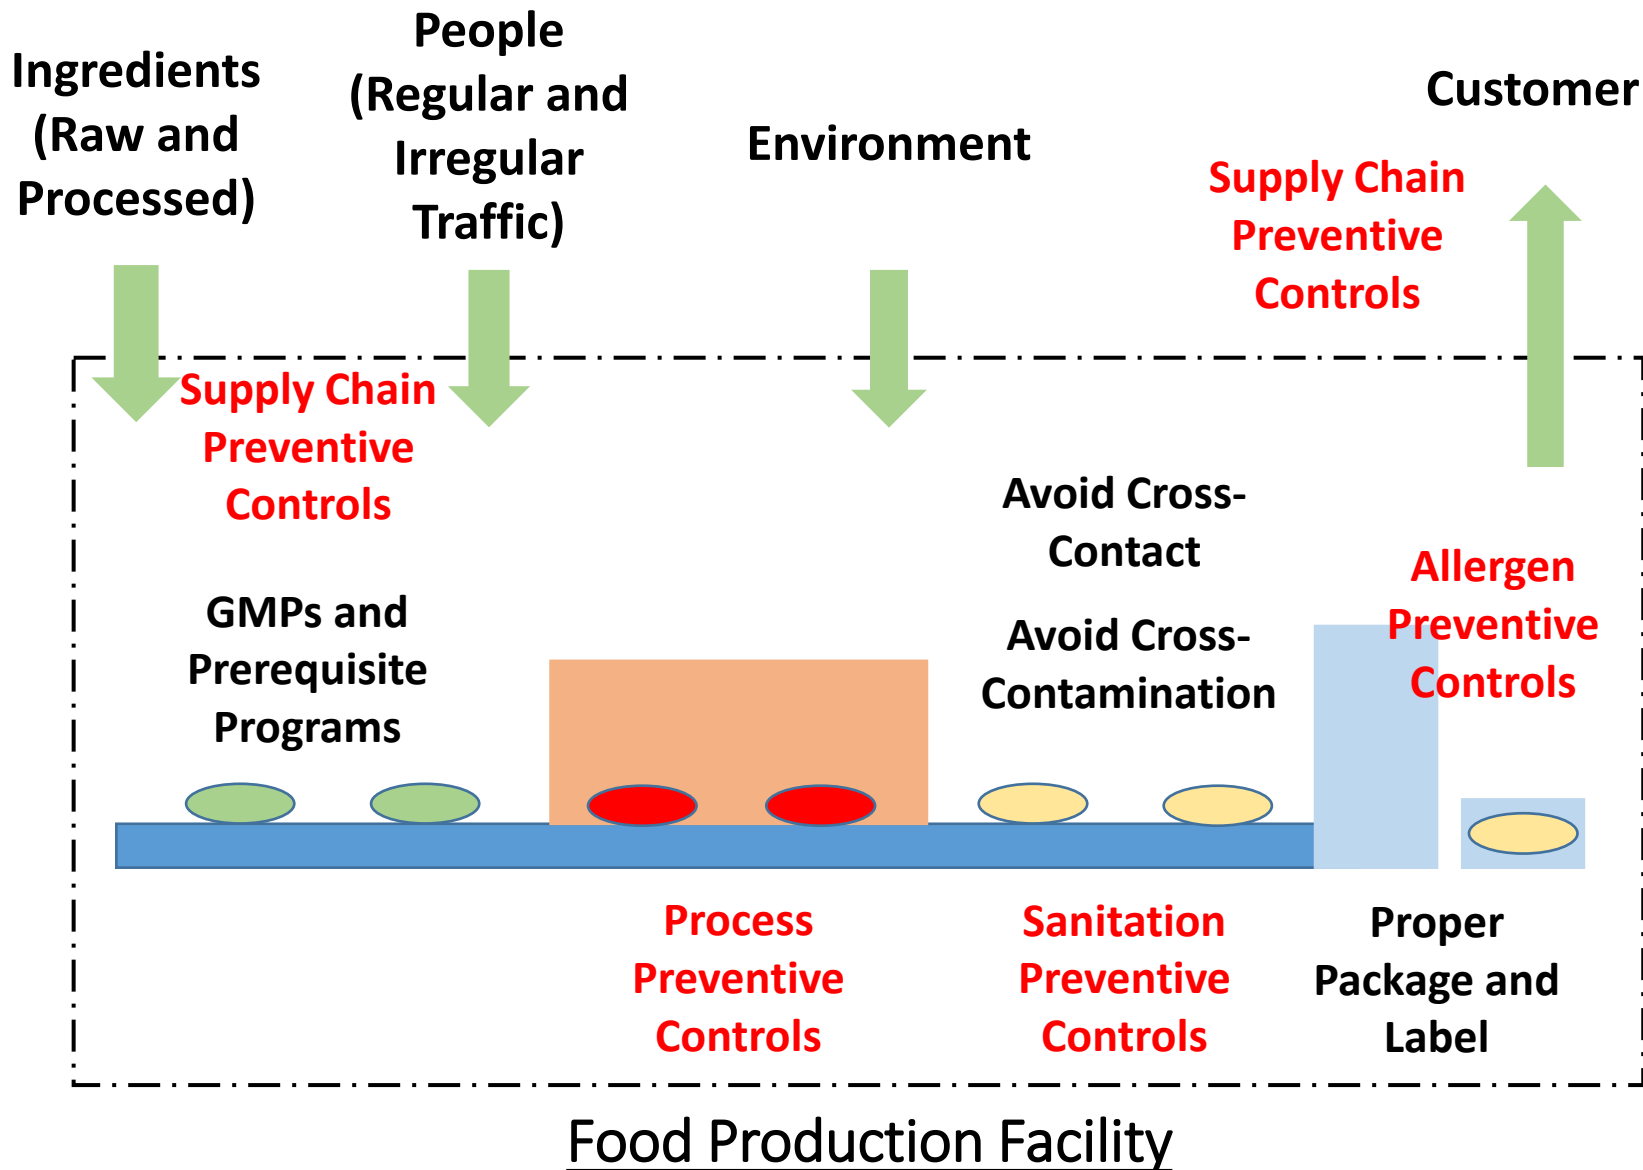 Ingredients
(Raw and
Processed)
People
(Regular and
Irregular
Traffic)
Environment
Customer
Supply Chain
Preventive
Controls
Supply Chain
Preventive
Controls
GMPs and
Prerequisite
Programs
Avoid Cross-
Contact
Avoid Cross-
Contamination
Allergen
Preventive
Controls
Process
Preventive
Controls
Sanitation
Preventive
Controls
Proper
Package and
Label
Food Production Facility